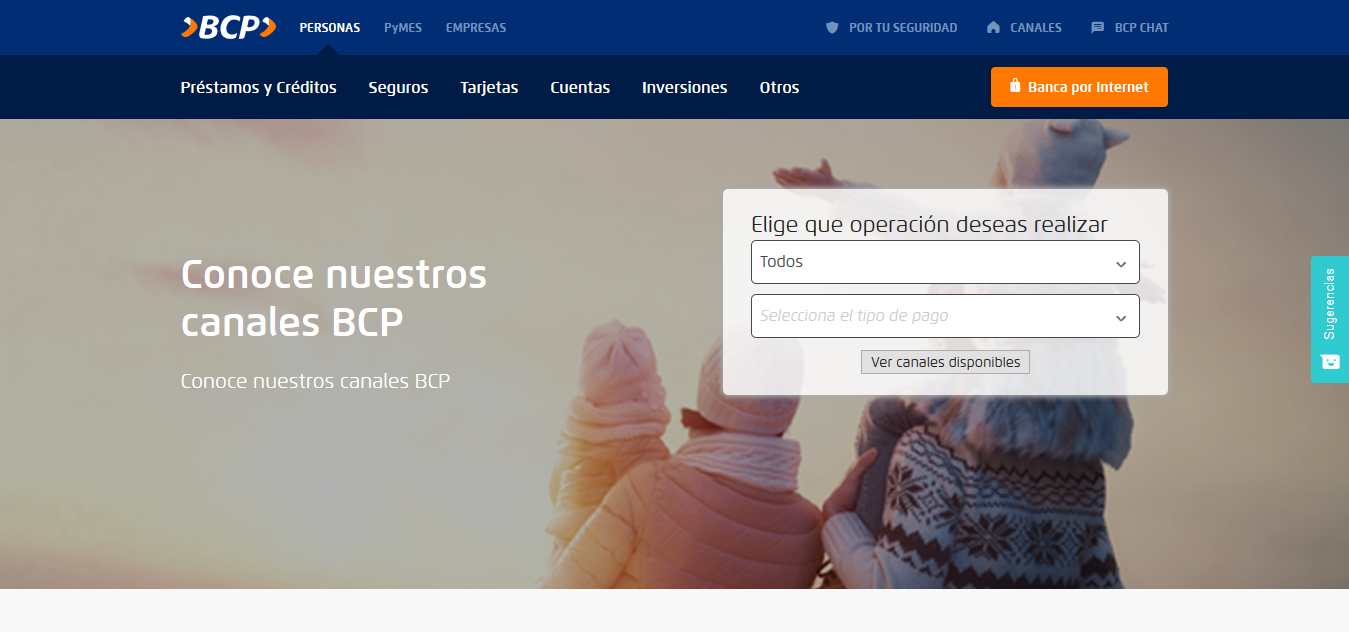 BCP PERSONAS PyMES EMPRESAS POR TU SEGURIDAD CANALES BCP CHAT
Préstamos y Créditos Seguros Tarjetas Cuentas Inversiones Otros Banca por Internet
Conoce nuestros
canales BCP
Conoce nuestros canales BCP
Elige que operación deseas realizar
Todos
Selecciona el tipo de pago
Ver canales disponibles
Sugerencias